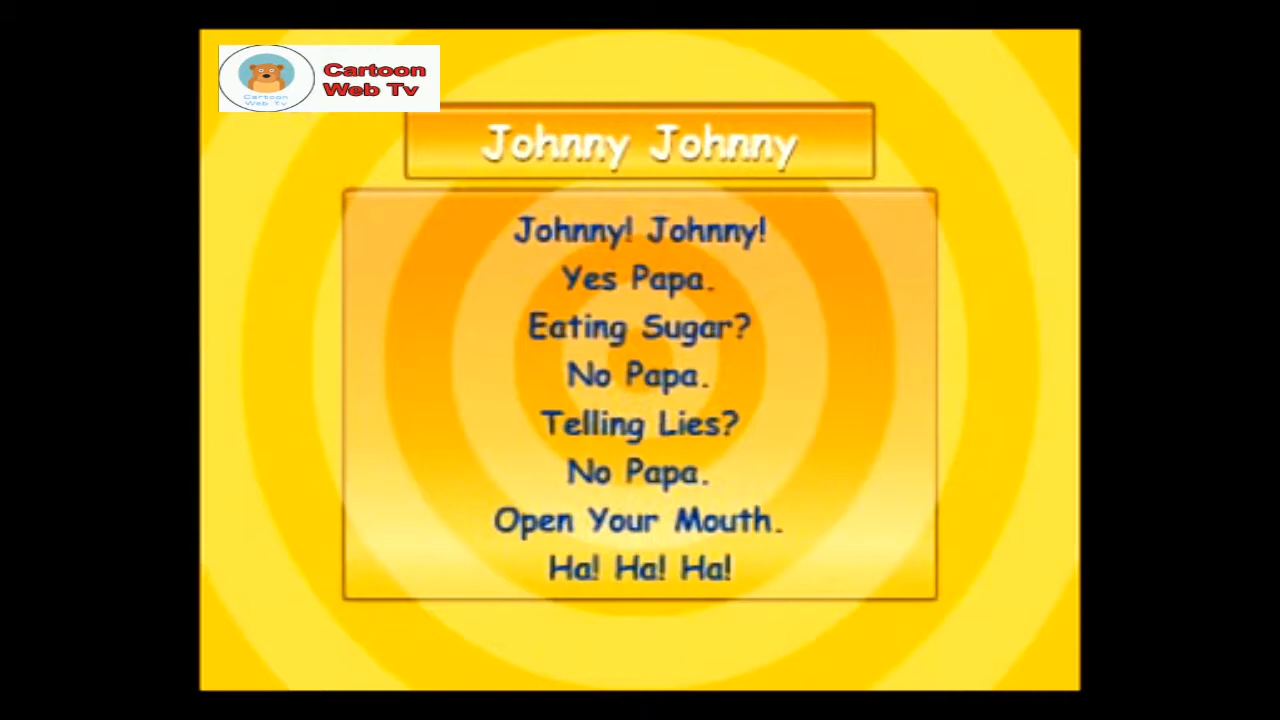 Cartoon
Web Tv
Cartoon
Web Tv
Johnny Johnny
Johnny! Johnny!
Yes Papa.
Eating Sugar?
No Papa.
Telling Lies?
No Papa.
Open Your Mouth.
Ha! Ha! Ha!